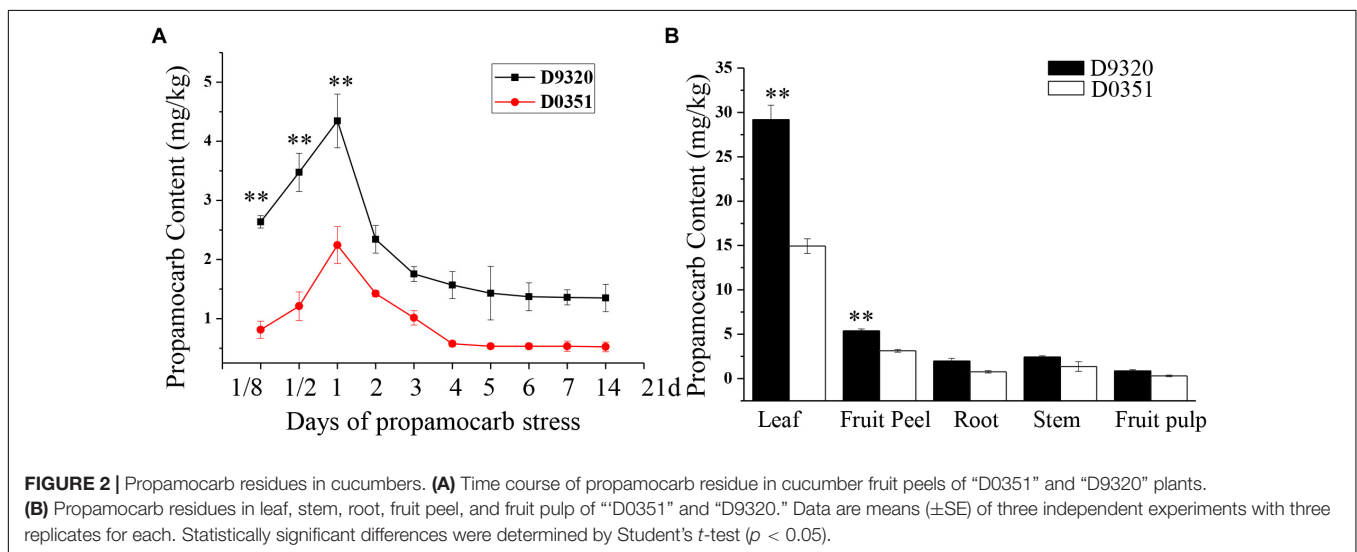 A
Propamocarb Content (mg/kg)
5
4
3
2
1
**
**
**
D9320
D0351
1/8 1/2 1 2 3 4 5 6 7 14 21d
Days of propamocarb stress
B
Propamocarb Content (mg/kg)
35
30
25
20
15
10
5
0
**
**
D9320
D0351
Leaf Fruit Peel Root Stem Fruit pulp
FIGURE 2 | Propamocarb residues in cucumbers. (A) Time course of propamocarb residue in cucumber fruit peels of “D0351” and “D9320” plants.
(B) Propamocarb residues in leaf, stem, root, fruit peel, and fruit pulp of “‘D0351” and “D9320.” Data are means (±SE) of three independent experiments with three
replicates for each. Statistically significant differences were determined by Student’s t-test (p < 0.05).